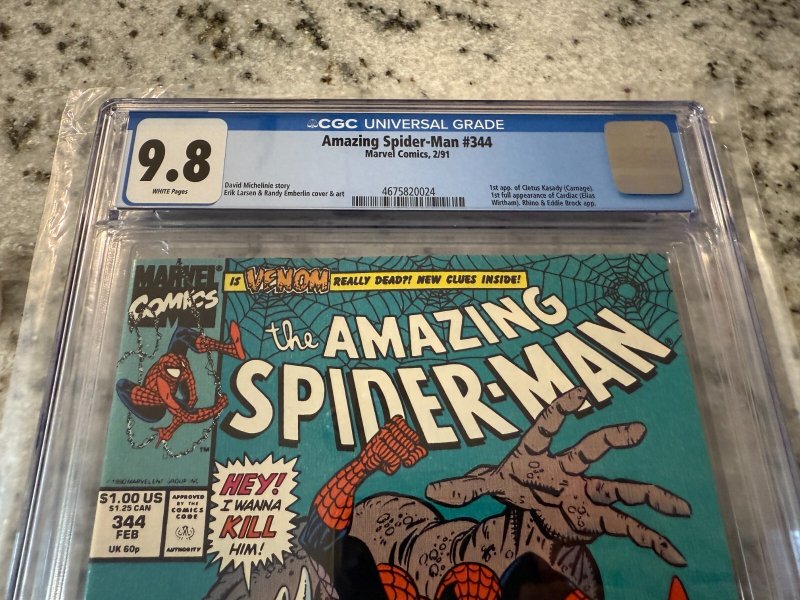 CGC UNIVERSAL GRADE
9.8
WHITE Pages
Amazing Spider-Man #344
Marvel Comics, 2/91
David Michelinie story
Erik Larsen & Randy Emberlin cover & art
4675820024
1st app. of Cletus Kasady (Carnage).
1st full appearance of Cardiac (Elias
Wirtham). Rhino & Eddie Brock app.
MARVEL
COMICS
IS VENOM REALLY DEAD?! NEW CLUES INSIDE!
the AMAZING
SPIDER-MAN
®
TM
$1.00 US
$1.25 CAN
344
FEB
UK 60p
APPROVED
BY THE
COMICS
CODE
AUTHORITY
HEY!
I WANNA
KILL
HIM!